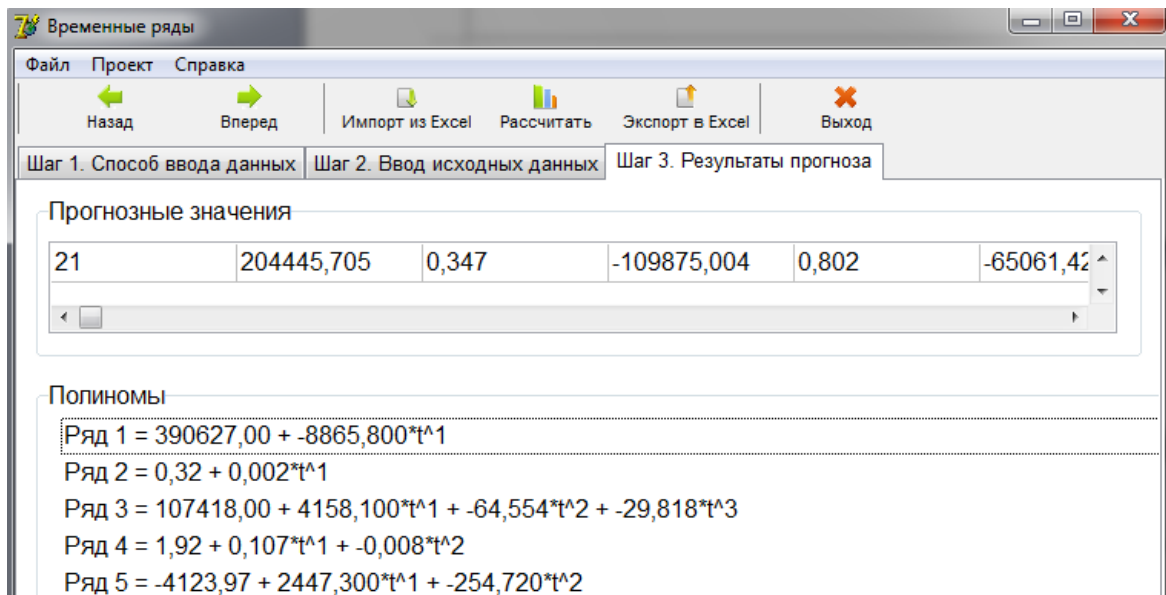 Временные ряды
Файл Проект Справка
Назад Вперед Импорт из Excel Рассчитать Экспорт в Excel Выход
Шаг 1. Способ ввода данных Шаг 2. Ввод исходных данных Шаг 3. Результаты прогноза
Прогнозные значения
21 204445,705 0,347 -109875,004 0,802 -65061,42
Полиномы
Ряд 1 = 390627,00 + -8865,800*t^1
Ряд 2 = 0,32 + 0,002*t^1
Ряд 3 = 107418,00 + 4158,100*t^1 + -64,554*t^2 + -29,818*t^3
Ряд 4 = 1,92 + 0,107*t^1 + -0,008*t^2
Ряд 5 = -4123,97 + 2447,300*t^1 + -254,720*t^2